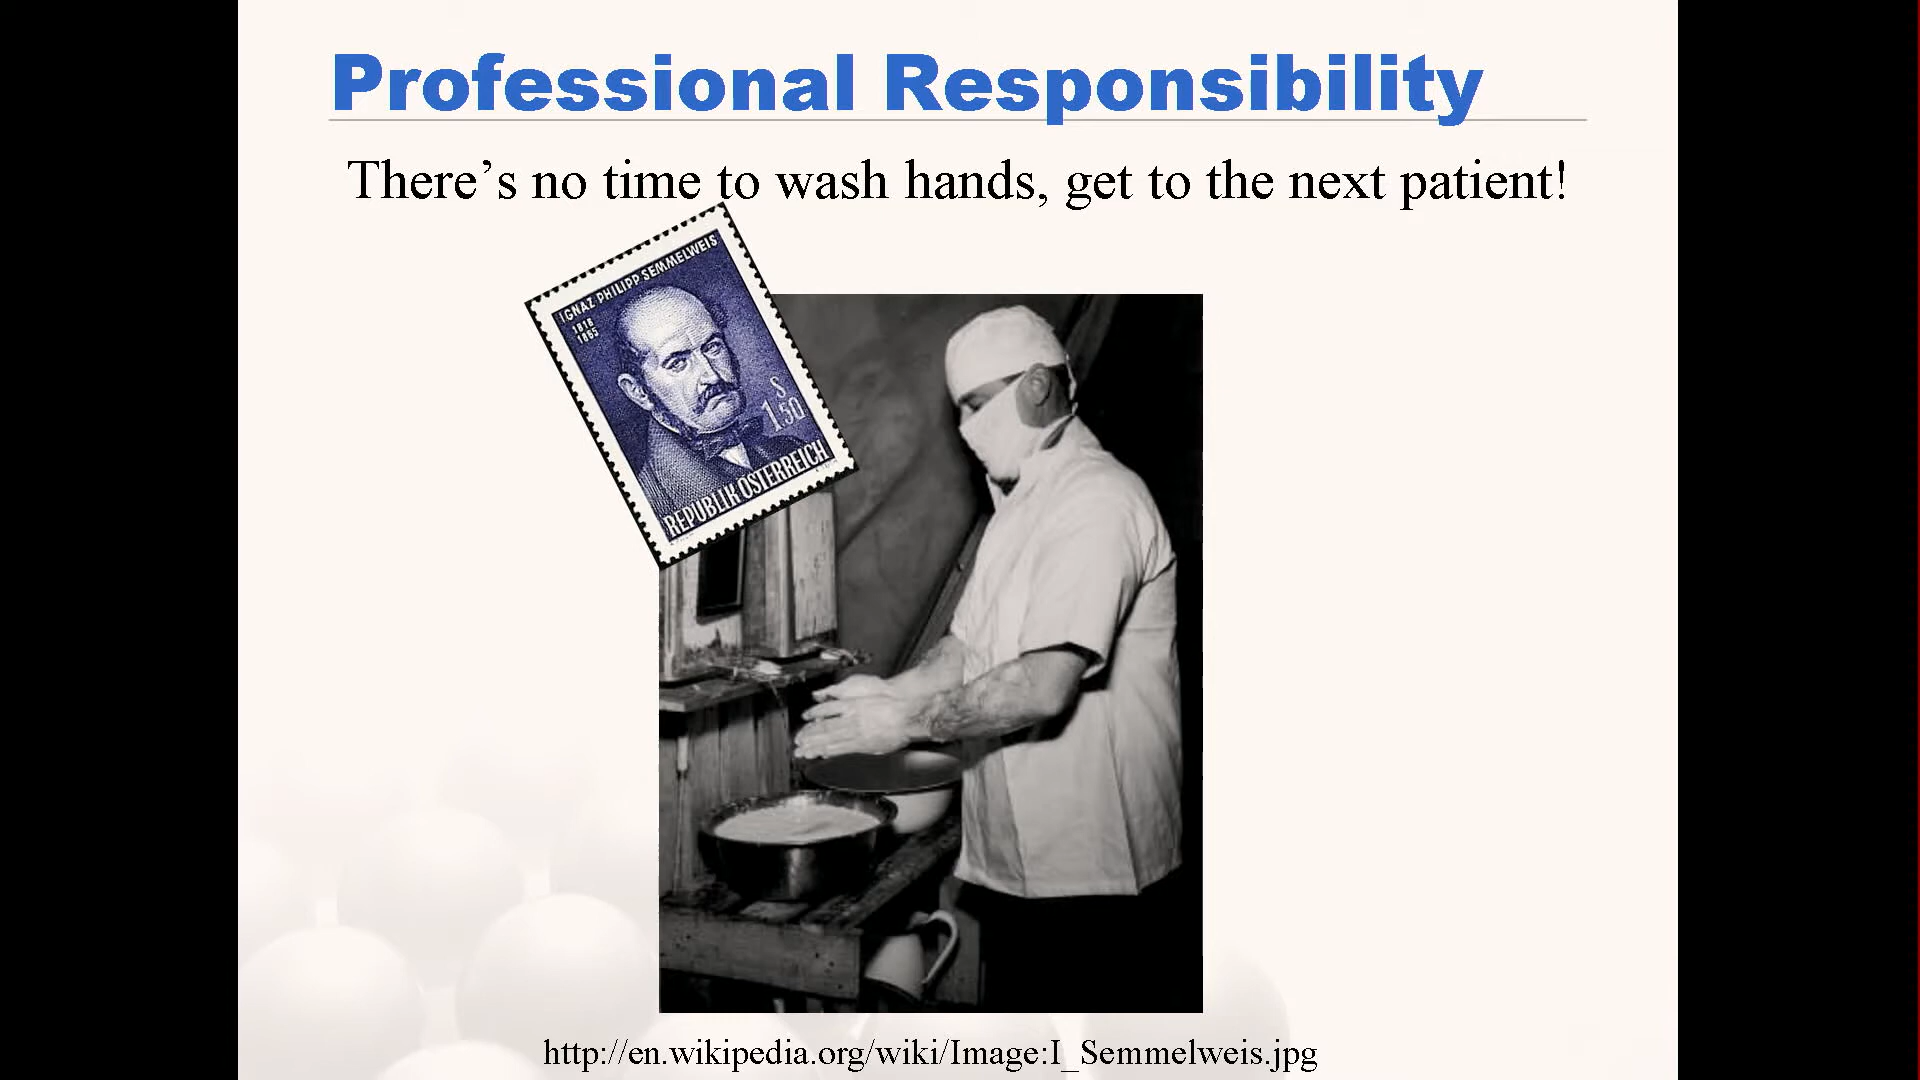 Professional Responsibility
There’s no time to wash hands, get to the next patient!
IGNAZ PHILIPP SEMMELWEIS
1818
1865
S
1.50
REPUBLIK ÖSTERREICH
http://en.wikipedia.org/wiki/Image:I_Semmelweis.jpg